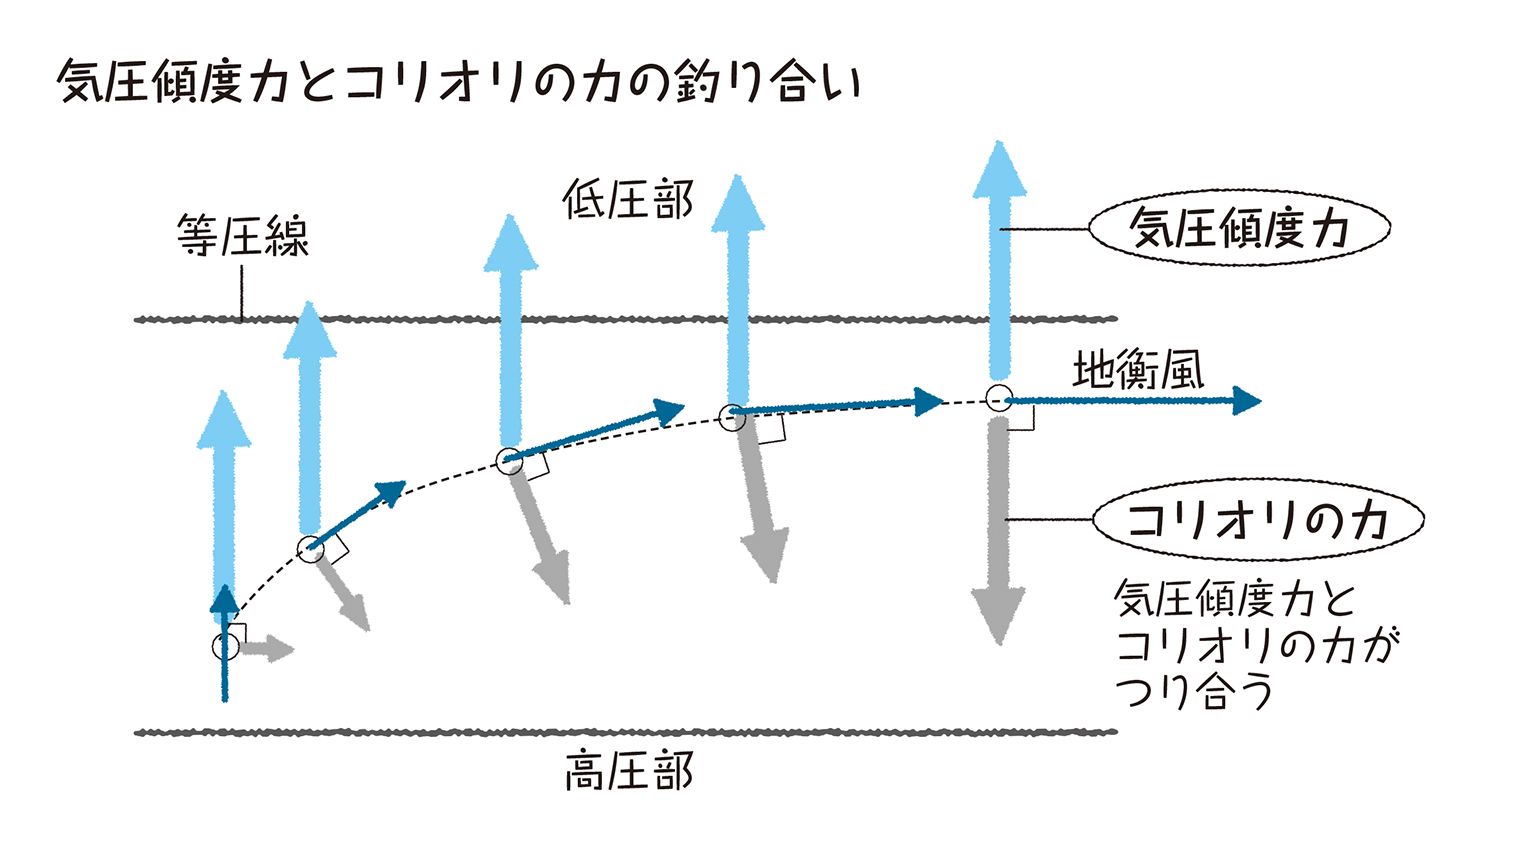 気圧傾度力とコリオリの力の釣り合い
低圧部
等圧線
気圧傾度力
地衡風
コリオリの力
気圧傾度力と
コリオリの力が
つり合う
高圧部